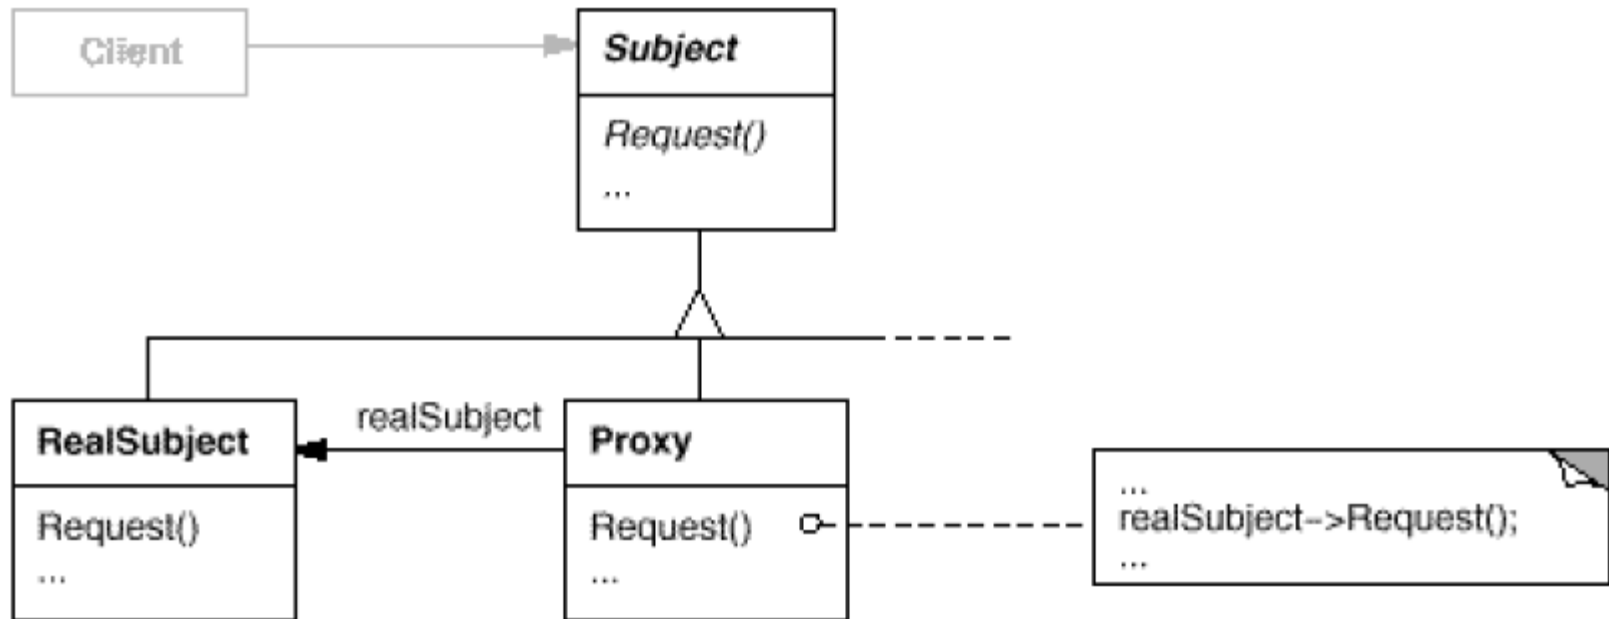 Client
Subject
Request()
...
realSubject
RealSubject
Request()
...
Proxy
Request()
...
...
realSubject->Request();
...